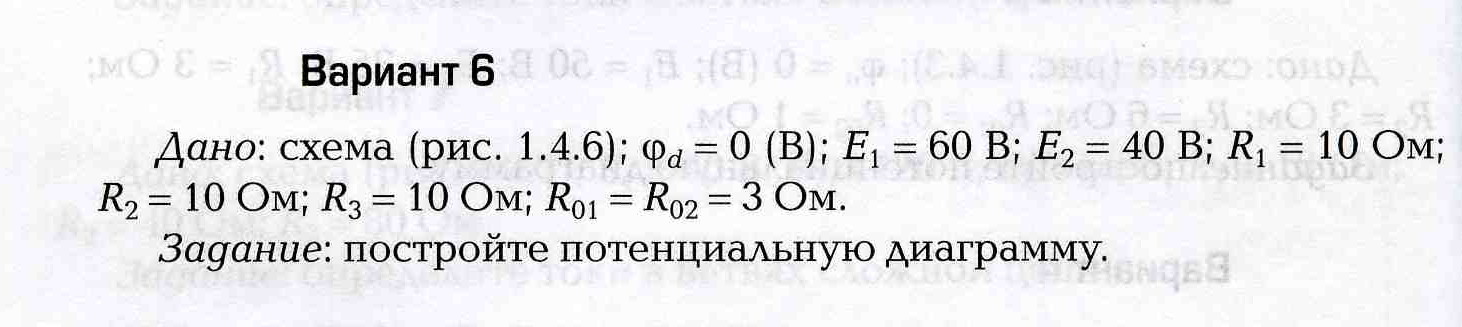 Вариант 6
Дано: схема (рис. 1.4.6); φd = 0 (В); E1 = 60 В; E2 = 40 В; R1 = 10 Ом;
R2 = 10 Ом; R3 = 10 Ом; R01 = R02 = 3 Ом.
Задание: постройте потенциальную диаграмму.